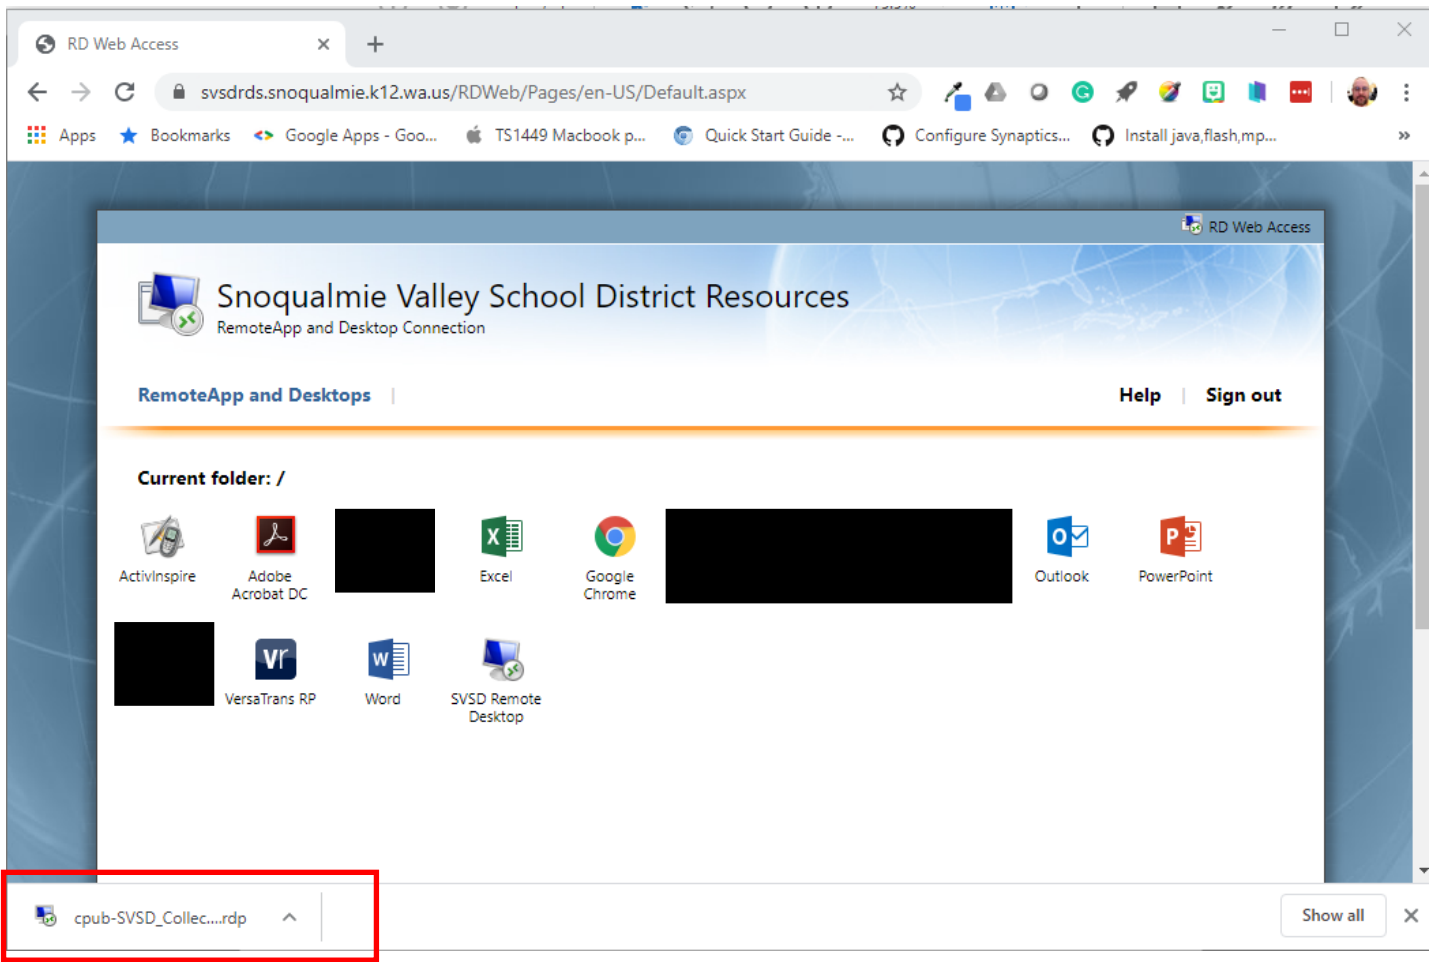 RD Web Access
svsdrds.snoqualmie.k12.wa.us/RDWeb/Pages/en-US/Default.aspx
Apps Bookmarks Google Apps - Goo... TS1449 Macbook p... Quick Start Guide -... Configure Synaptics... Install java,flash,mp... »
RD Web Access
Snoqualmie Valley School District Resources
RemoteApp and Desktop Connection
RemoteApp and Desktops | Help | Sign out
Current folder: /
ActivInspire
Adobe
Acrobat DC
Excel
Google
Chrome
Outlook
PowerPoint
VersaTrans RP
Word
SVSD Remote
Desktop
cpub-SVSD_Collec....rdp
Show all